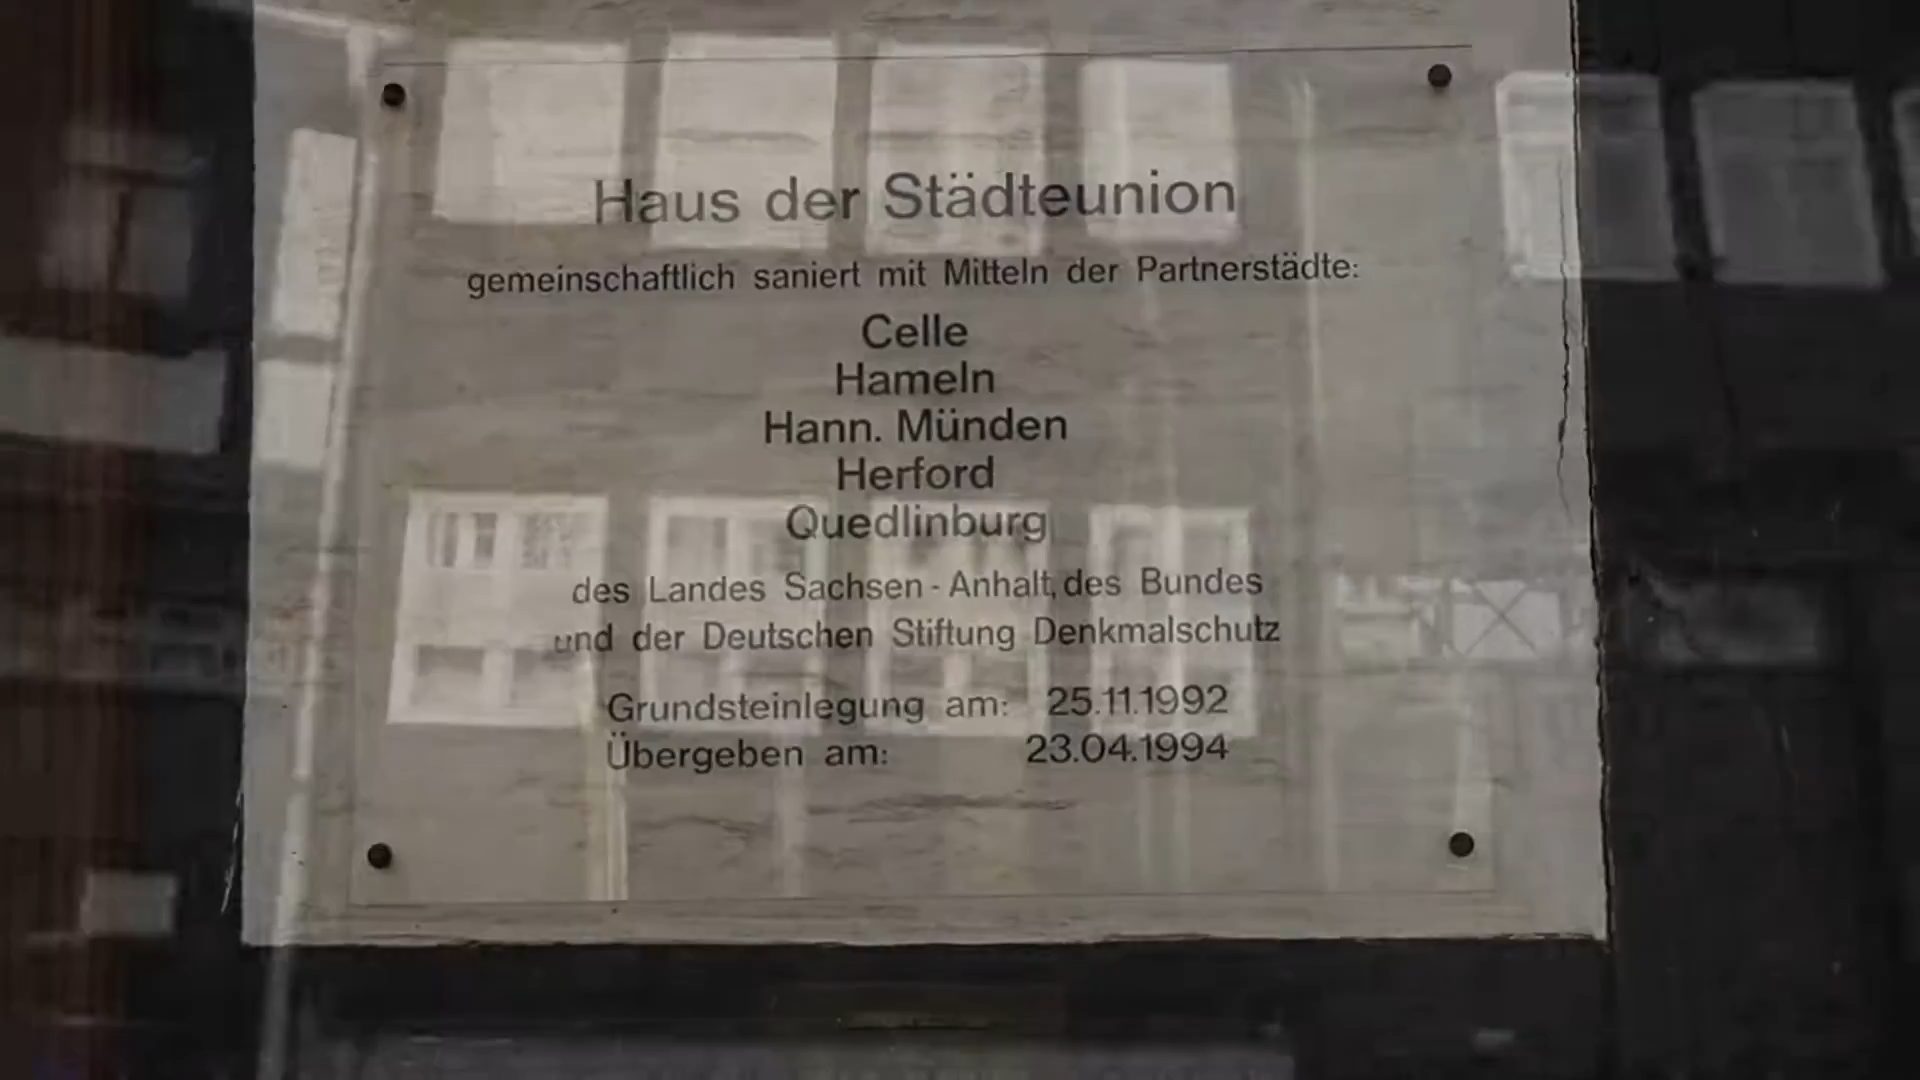 Haus der Städteunion
gemeinschaftlich saniert mit Mitteln der Partnerstädte:
Celle
Hameln
Hann. Münden
Herford
Quedlinburg
des Landes Sachsen - Anhalt, des Bundes
und der Deutschen Stiftung Denkmalschutz
Grundsteinlegung am: 25.11.1992
Übergeben am: 23.04.1994